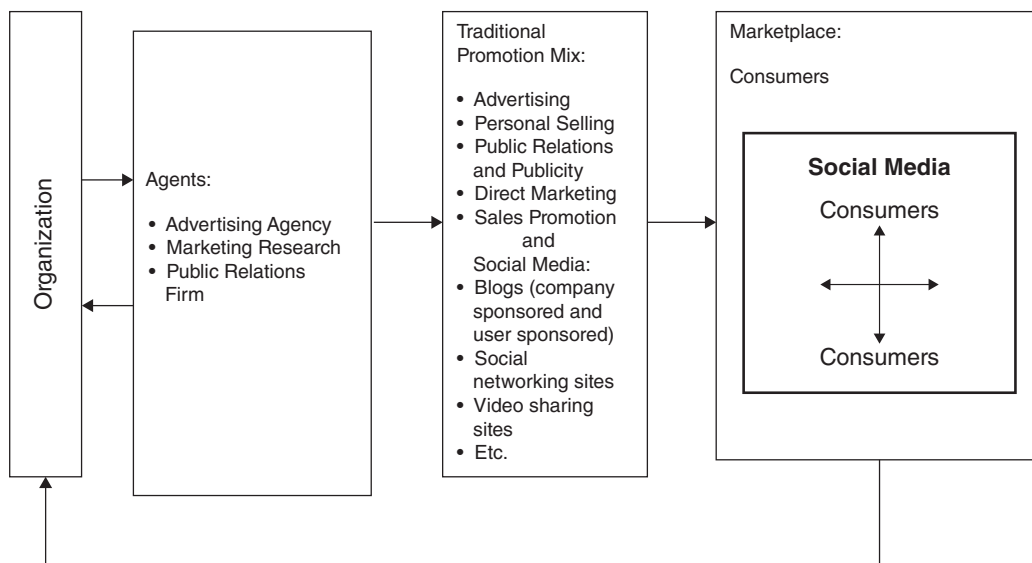 Organization
Agents:
• Advertising Agency
• Marketing Research
• Public Relations
Firm
Traditional
Promotion Mix:
• Advertising
• Personal Selling
• Public Relations
and Publicity
• Direct Marketing
• Sales Promotion
and
Social Media:
• Blogs (company
sponsored and
user sponsored)
• Social
networking sites
• Video sharing
sites
• Etc.
Marketplace:
Consumers
Social Media
Consumers
Consumers